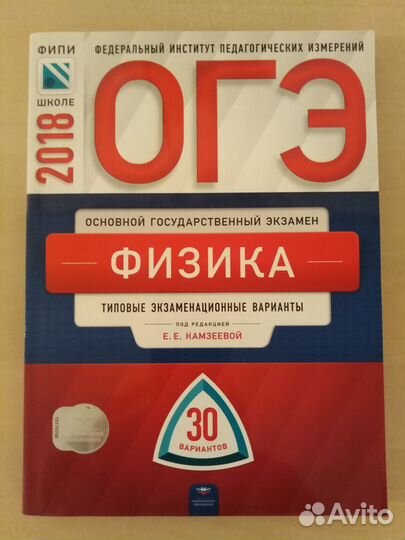 ФИПИ
ШКОЛЕ
2018
ФЕДЕРАЛЬНЫЙ ИНСТИТУТ ПЕДАГОГИЧЕСКИХ ИЗМЕРЕНИЙ
ОГЭ
ОСНОВНОЙ ГОСУДАРСТВЕННЫЙ ЭКЗАМЕН
ФИЗИКА
ТИПОВЫЕ ЭКЗАМЕНАЦИОННЫЕ ВАРИАНТЫ
ПОД РЕДАКЦИЕЙ
Е. Е. КАМЗЕЕВОЙ
30
ВАРИАНТОВ
Avito